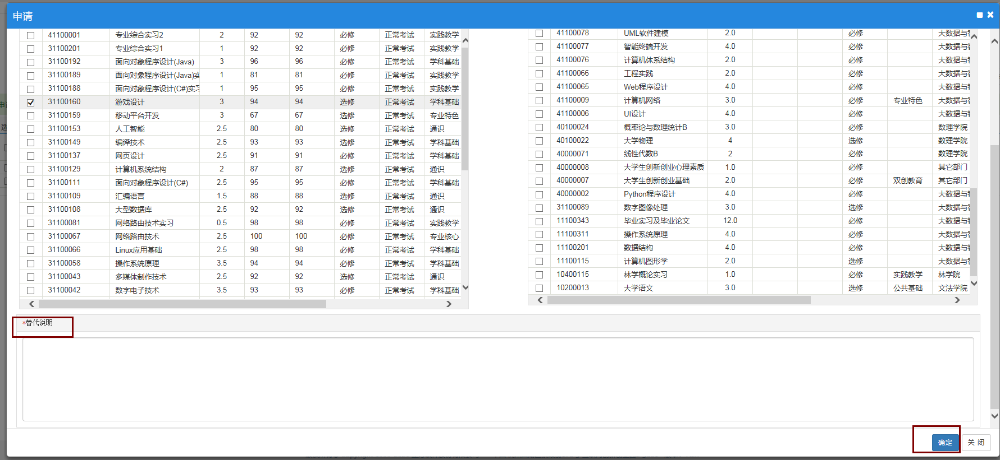 申请
41100001 专业综合实习2 2 92 92 必修 正常考试 实践教学
31100201 专业综合实习1 1 92 92 必修 正常考试 实践教学
31100192 面向对象程序设计(Java) 3 96 96 必修 正常考试 学科基础
31100189 面向对象程序设计(Java)实 1 81 81 必修 正常考试 实践教学
31100188 面向对象程序设计(C#)实习 1 95 95 必修 正常考试 实践教学
31100160 游戏设计 3 94 94 选修 正常考试 学科基础
31100159 移动平台开发 3 67 67 选修 正常考试 专业特色
31100153 人工智能 2.5 80 80 选修 正常考试 通识
31100149 编译技术 2.5 93 93 选修 正常考试 学科基础
31100137 网页设计 2.5 91 91 必修 正常考试 学科基础
31100129 计算机系统结构 2 87 87 选修 正常考试 通识
31100111 面向对象程序设计(C#) 2.5 95 95 必修 正常考试 学科基础
31100109 汇编语言 1.5 88 88 选修 正常考试 通识
31100108 大型数据库 2.5 92 92 选修 正常考试 通识
31100081 网络路由技术实习 0.5 98 98 必修 正常考试 实践教学
31100067 网络路由技术 2.5 100 100 必修 正常考试 专业核心
31100066 Linux应用基础 2.5 98 98 必修 正常考试 学科基础
31100058 操作系统原理 3.5 94 94 必修 正常考试 学科基础
31100043 多媒体制作技术 2.5 92 92 选修 正常考试 通识
31100042 数字电子技术 3.5 93 93 必修 正常考试 学科基础
41100078 UML软件建模 2.0 必修 大数据与智
41100077 智能终端开发 4.0 必修 大数据与智
41100076 计算机体系结构 2.0 必修 大数据与智
41100066 工程实践 2.0 必修 大数据与智
41100065 Web程序设计 4.0 必修 大数据与智
41100009 计算机网络 3.0 必修 专业特色 大数据与智
41100006 UI设计 4.0 必修 大数据与智
40100024 概率论与数理统计B 3.0 必修 数理学院
40100022 大学物理 4 选修 数理学院
40000071 线性代数B 2 必修 数理学院
40000008 大学生创新创业心理素质 1.0 必修 其它部门
40000007 大学生创新创业基础 2.0 必修 双创教育 其它部门
40000002 Python程序设计 4.0 必修 大数据与智
31100089 数字图像处理 3.0 选修 大数据与智
11100343 毕业实习及毕业论文 12.0 必修 大数据与智
11100311 操作系统原理 4.0 必修 大数据与智
11100201 数据结构 4.0 必修 大数据与智
11100115 计算机图形学 2.0 选修 大数据与智
10400115 林学概论实习 1.0 必修 实践教学 林学院
10200013 大学语文 3.0 选修 公共基础 文法学院
*替代说明
确定
关 闭